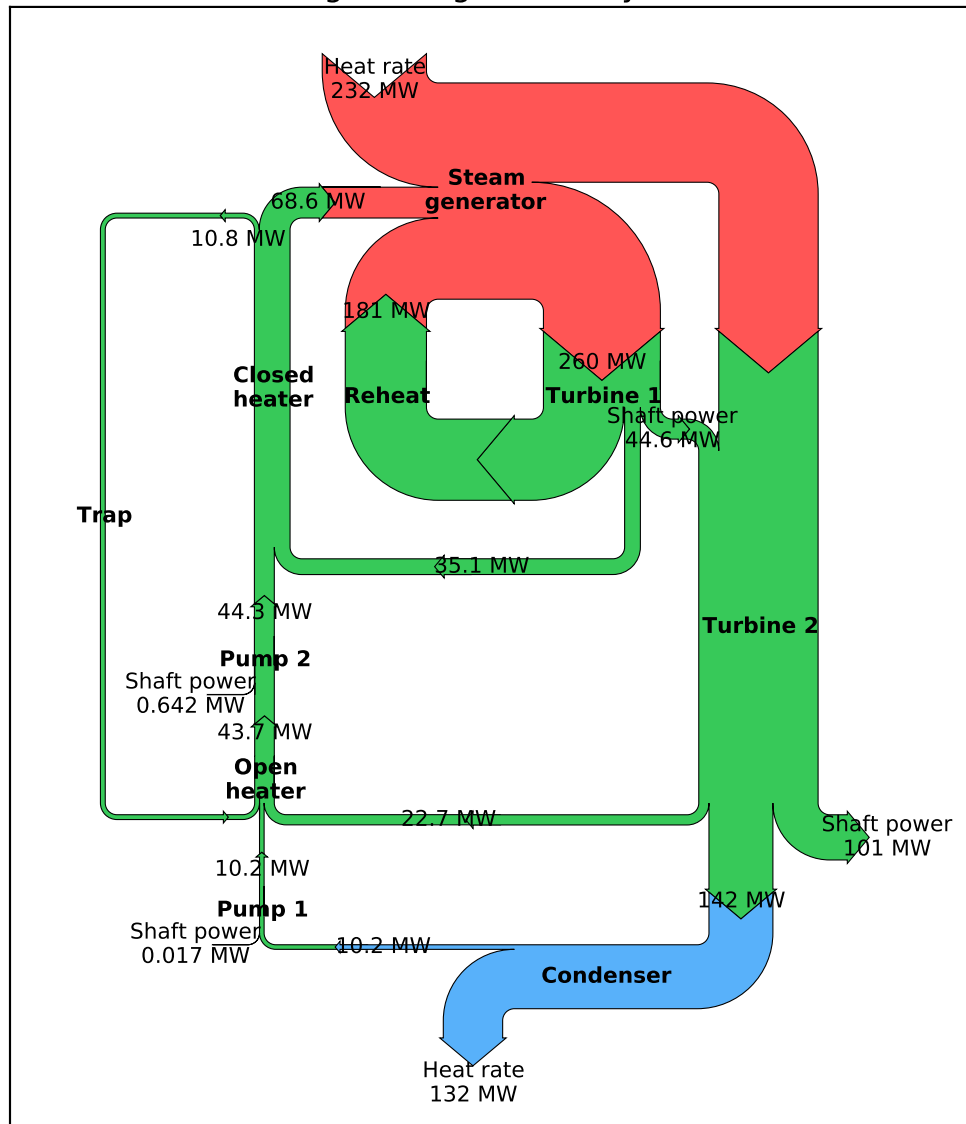 Heat rate
232 MW
Steam
generator
68.6 MW
10.8 MW
181 MW
260 MW
Closed
heater
Reheat
Turbine 1
Shaft power
44.6 MW
Trap
35.1 MW
44.3 MW
Turbine 2
Pump 2
Shaft power
0.642 MW
43.7 MW
Open
heater
22.7 MW
Shaft power
101 MW
10.2 MW
142 MW
Pump 1
Shaft power
0.017 MW
10.2 MW
Condenser
Heat rate
132 MW